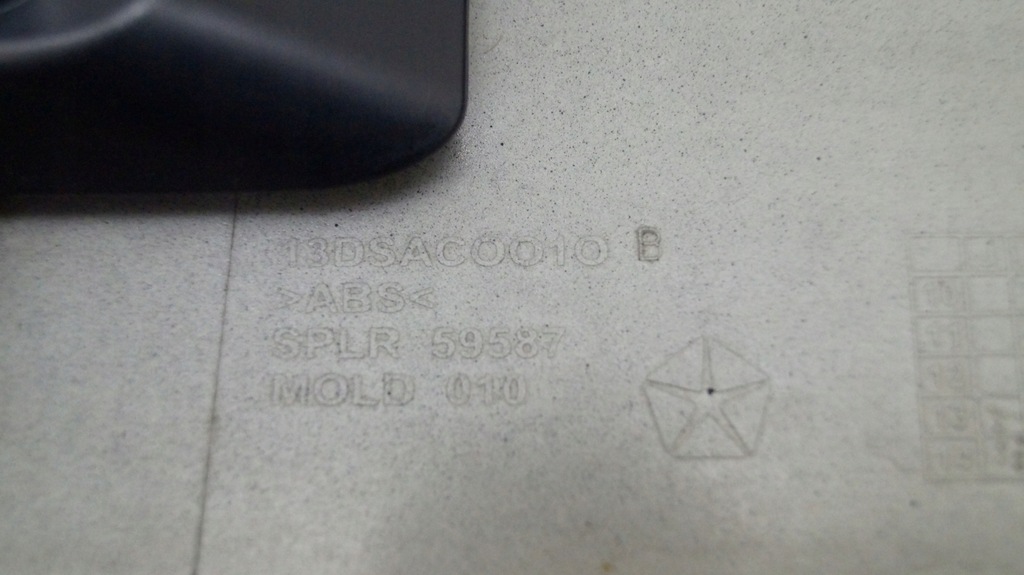 13DSAC0010 B
>ABS<
SPLR 59587
MOLD 010